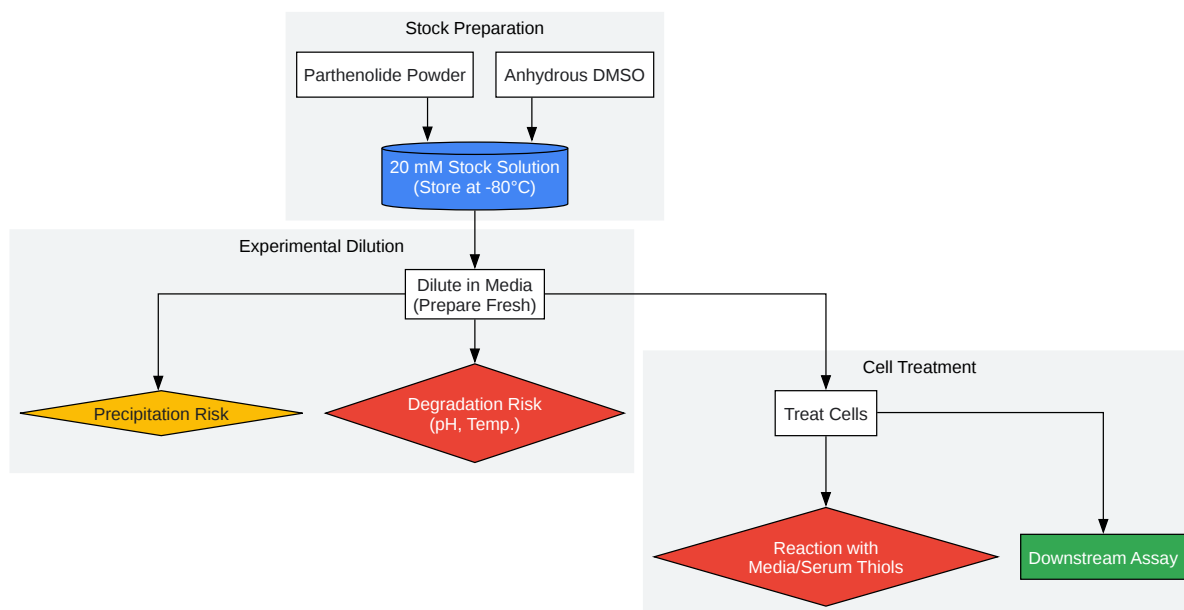 Stock Preparation
Parthenolide Powder
Anhydrous DMSO
20 mM Stock Solution
(Store at -80°C)
Experimental Dilution
Dilute in Media
(Prepare Fresh)
Precipitation Risk
Degradation Risk
(pH, Temp.)
Cell Treatment
Treat Cells
Reaction with
Media/Serum Thiols
Downstream Assay